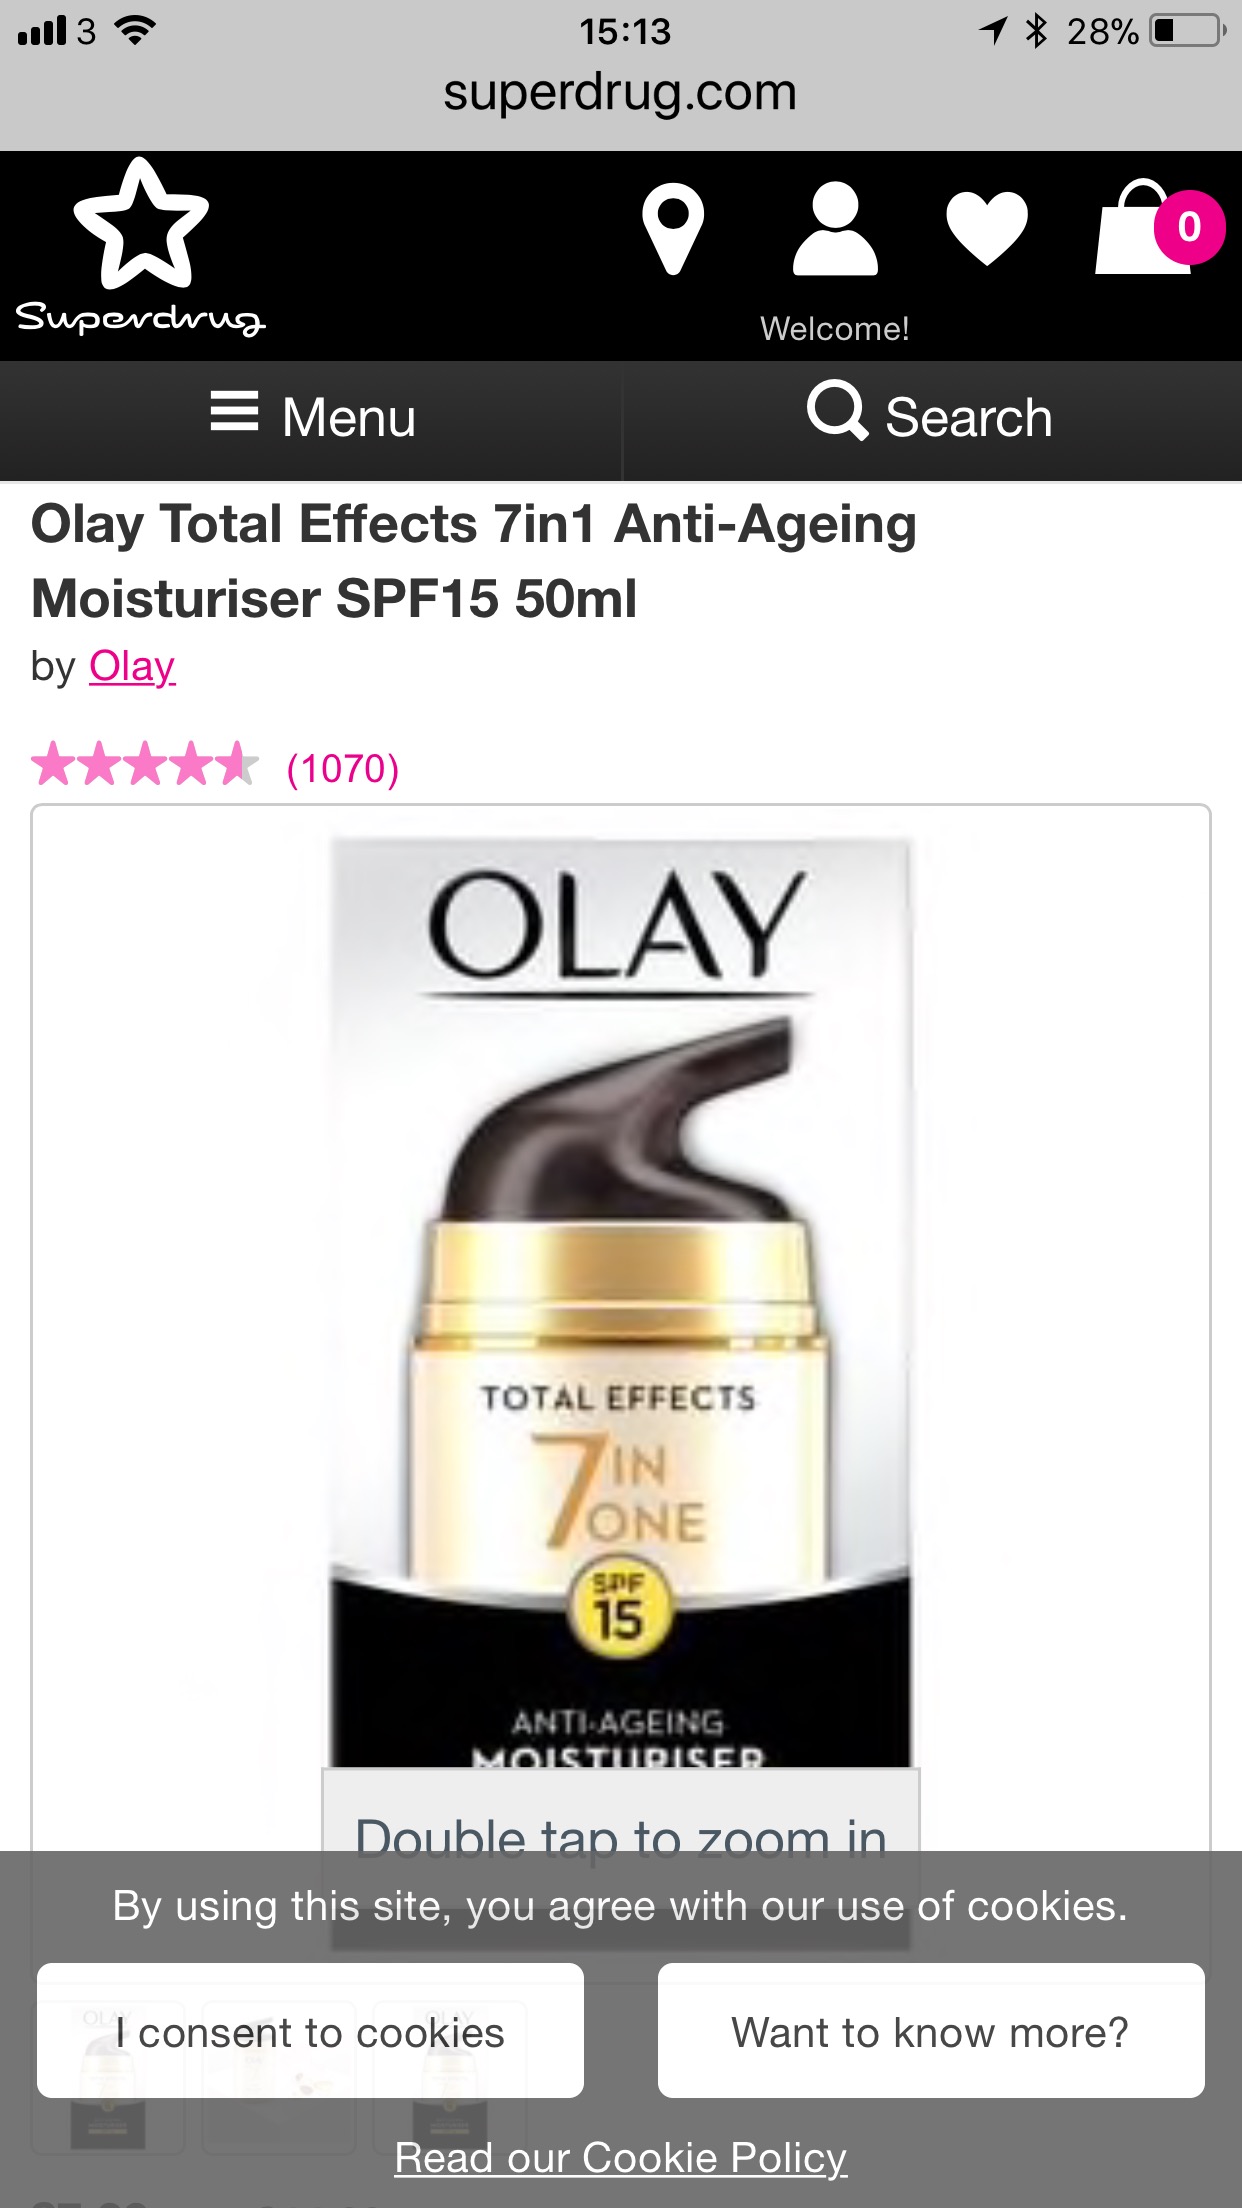 3 15:13 28%
superdrug.com
Superdrug
0
Welcome!
Menu Search
Olay Total Effects 7in1 Anti-Ageing
Moisturiser SPF15 50ml
by Olay
(1070)
OLAY
TOTAL EFFECTS
7 IN
ONE
SPF
15
ANTI-AGEING
MOISTURISER
Double tap to zoom in
By using this site, you agree with our use of cookies.
I consent to cookies Want to know more?
Read our Cookie Policy